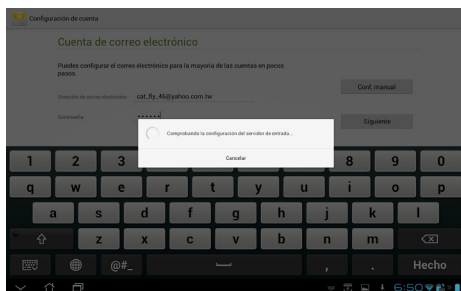 Configuración de cuenta
Cuenta de correo electrónico
Puedes configurar el correo electrónico para la mayoría de las cuentas en pocos
pasos.
Conf. manual
Dirección de correo electrónico
cat_fly_46@yahoo.com.tw
Contraseña
••••••
Siguiente
Comprobando la configuración del servidor de entrada...
Cancelar
1 2 3 8 9 0
q w e r t y u i o p
a s d f g h j k l
z x c v b n m
@#_ , . Hecho
6:50